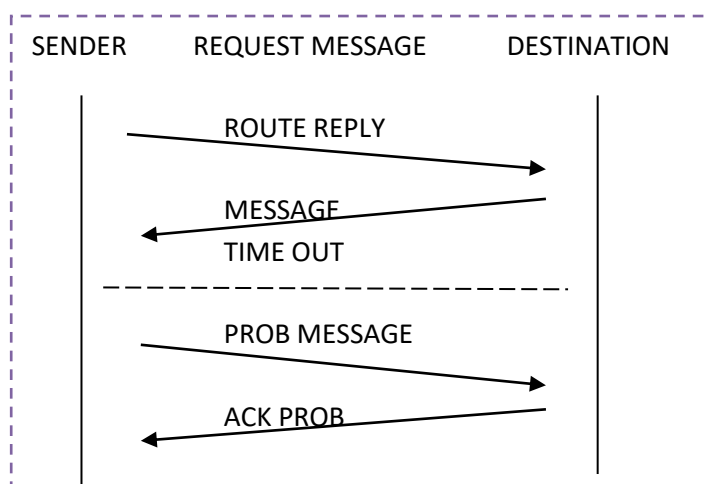 SENDER REQUEST MESSAGE DESTINATION
ROUTE REPLY
MESSAGE
TIME OUT
PROB MESSAGE
ACK PROB